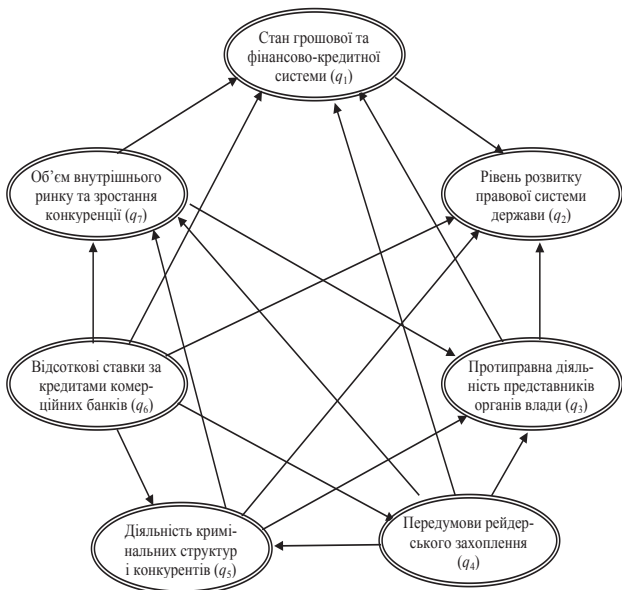 Стан грошової та
фінансово-кредитної
системи (q1)
Об’єм внутрішнього
ринку та зростання
конкуренції (q7)
Рівень розвитку
правової системи
держави (q2)
Відсоткові ставки за
кредитами комер-
ційних банків (q6)
Протиправна діяль-
ність представників
органів влади (q3)
Діяльність кримі-
нальних структур
і конкурентів (q5)
Передумови рейдер-
ського захоплення
(q4)